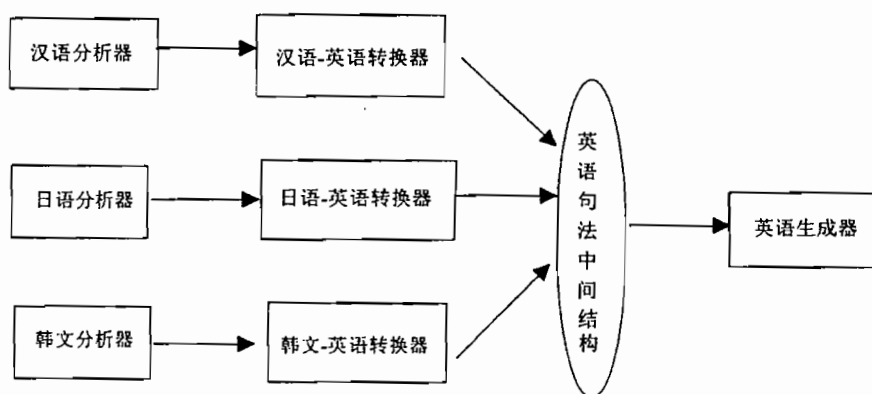 汉语分析器
汉语-英语转换器
日语分析器
日语-英语转换器
韩文分析器
韩文-英语转换器
英语句法中间结构
英语生成器